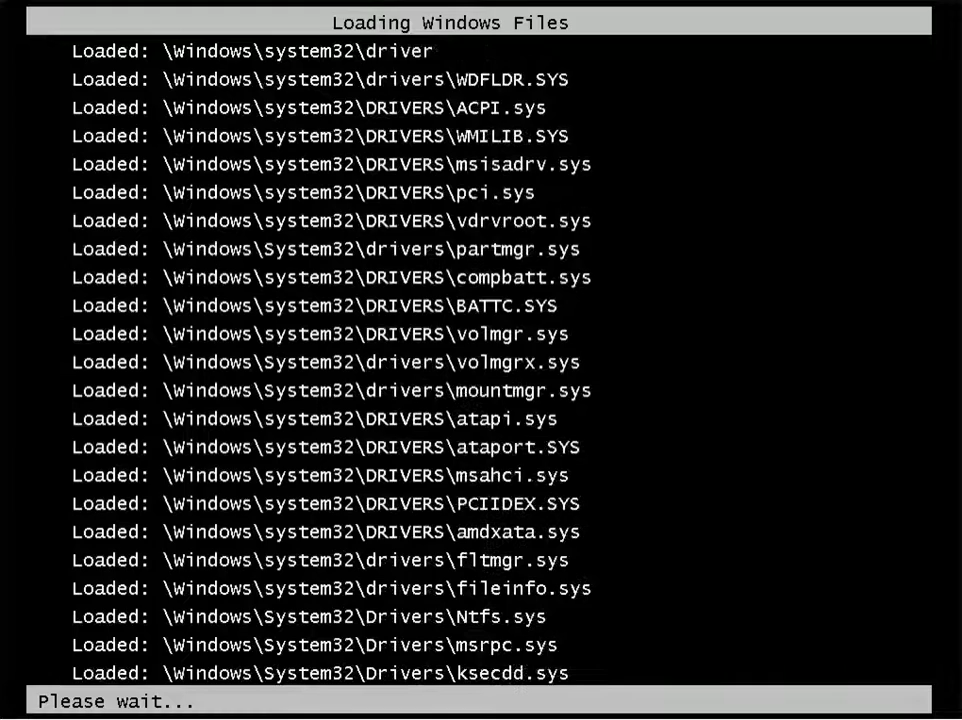 Loading Windows Files
Loaded: \Windows\system32\driver
Loaded: \Windows\system32\drivers\WDFLDR.SYS
Loaded: \Windows\system32\DRIVERS\ACPI.sys
Loaded: \Windows\system32\DRIVERS\WMILIB.SYS
Loaded: \Windows\system32\DRIVERS\msisadrv.sys
Loaded: \Windows\system32\DRIVERS\pci.sys
Loaded: \Windows\system32\DRIVERS\vdrvroot.sys
Loaded: \Windows\System32\drivers\partmgr.sys
Loaded: \Windows\system32\DRIVERS\compbatt.sys
Loaded: \Windows\system32\DRIVERS\BATTC.SYS
Loaded: \Windows\system32\DRIVERS\volmgr.sys
Loaded: \Windows\System32\drivers\volmgrx.sys
Loaded: \Windows\System32\drivers\mountmgr.sys
Loaded: \Windows\system32\DRIVERS\atapi.sys
Loaded: \Windows\system32\DRIVERS\ataport.SYS
Loaded: \Windows\system32\DRIVERS\msahci.sys
Loaded: \Windows\system32\DRIVERS\PCIIDEX.SYS
Loaded: \Windows\system32\DRIVERS\amdxata.sys
Loaded: \Windows\system32\drivers\fltmgr.sys
Loaded: \Windows\system32\drivers\fileinfo.sys
Loaded: \Windows\System32\Drivers\Ntfs.sys
Loaded: \Windows\System32\Drivers\msrpc.sys
Loaded: \Windows\System32\Drivers\ksecdd.sys
Please wait...